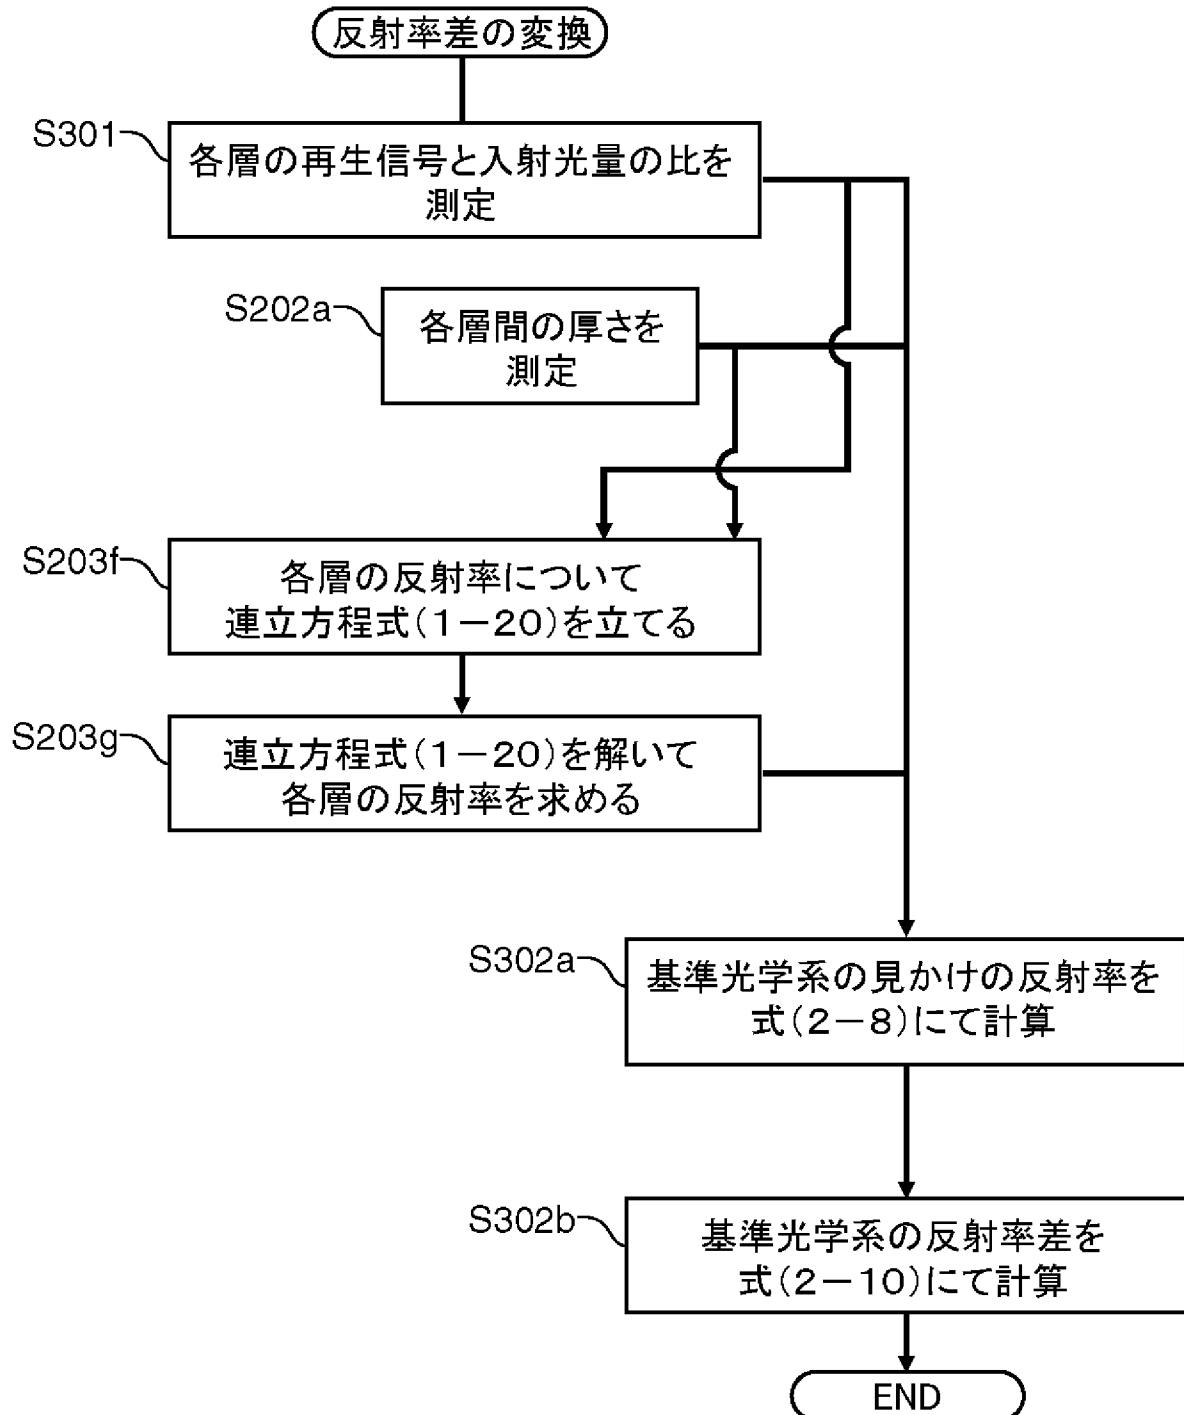 反射率差の変換
S301
各層の再生信号と入射光量の比を
測定
S202a
各層間の厚さを
測定
S203f
各層の反射率について
連立方程式(1－20)を立てる
S203g
連立方程式(1－20)を解いて
各層の反射率を求める
S302a
基準光学系の見かけの反射率を
式(2－8)にて計算
S302b
基準光学系の反射率差を
式(2－10)にて計算
END